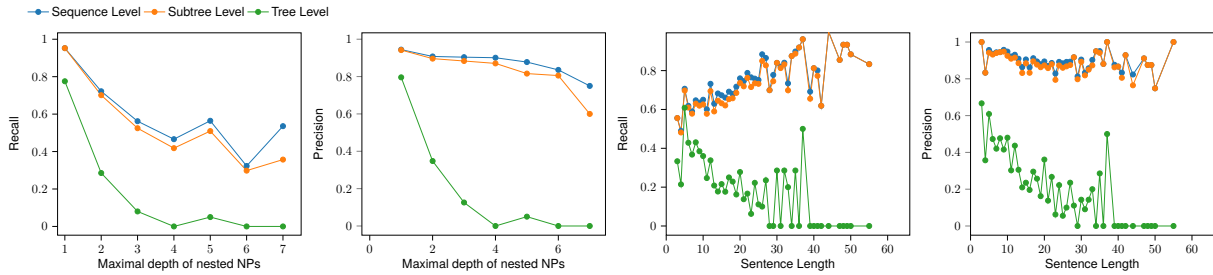 Sequence Level Subtree Level Tree Level
1
0.8
0.6
0.4
0.2
0
Recall
1 2 3 4 5 6 7
Maximal depth of nested NPs
1
0.8
0.6
0.4
0.2
0
Precision
0 2 4 6
Maximal depth of nested NPs
1
0.8
0.6
0.4
0.2
0
Recall
0 10 20 30 40 50 60
Sentence Length
1
0.8
0.6
0.4
0.2
0
Precision
0 10 20 30 40 50 60
Sentence Length